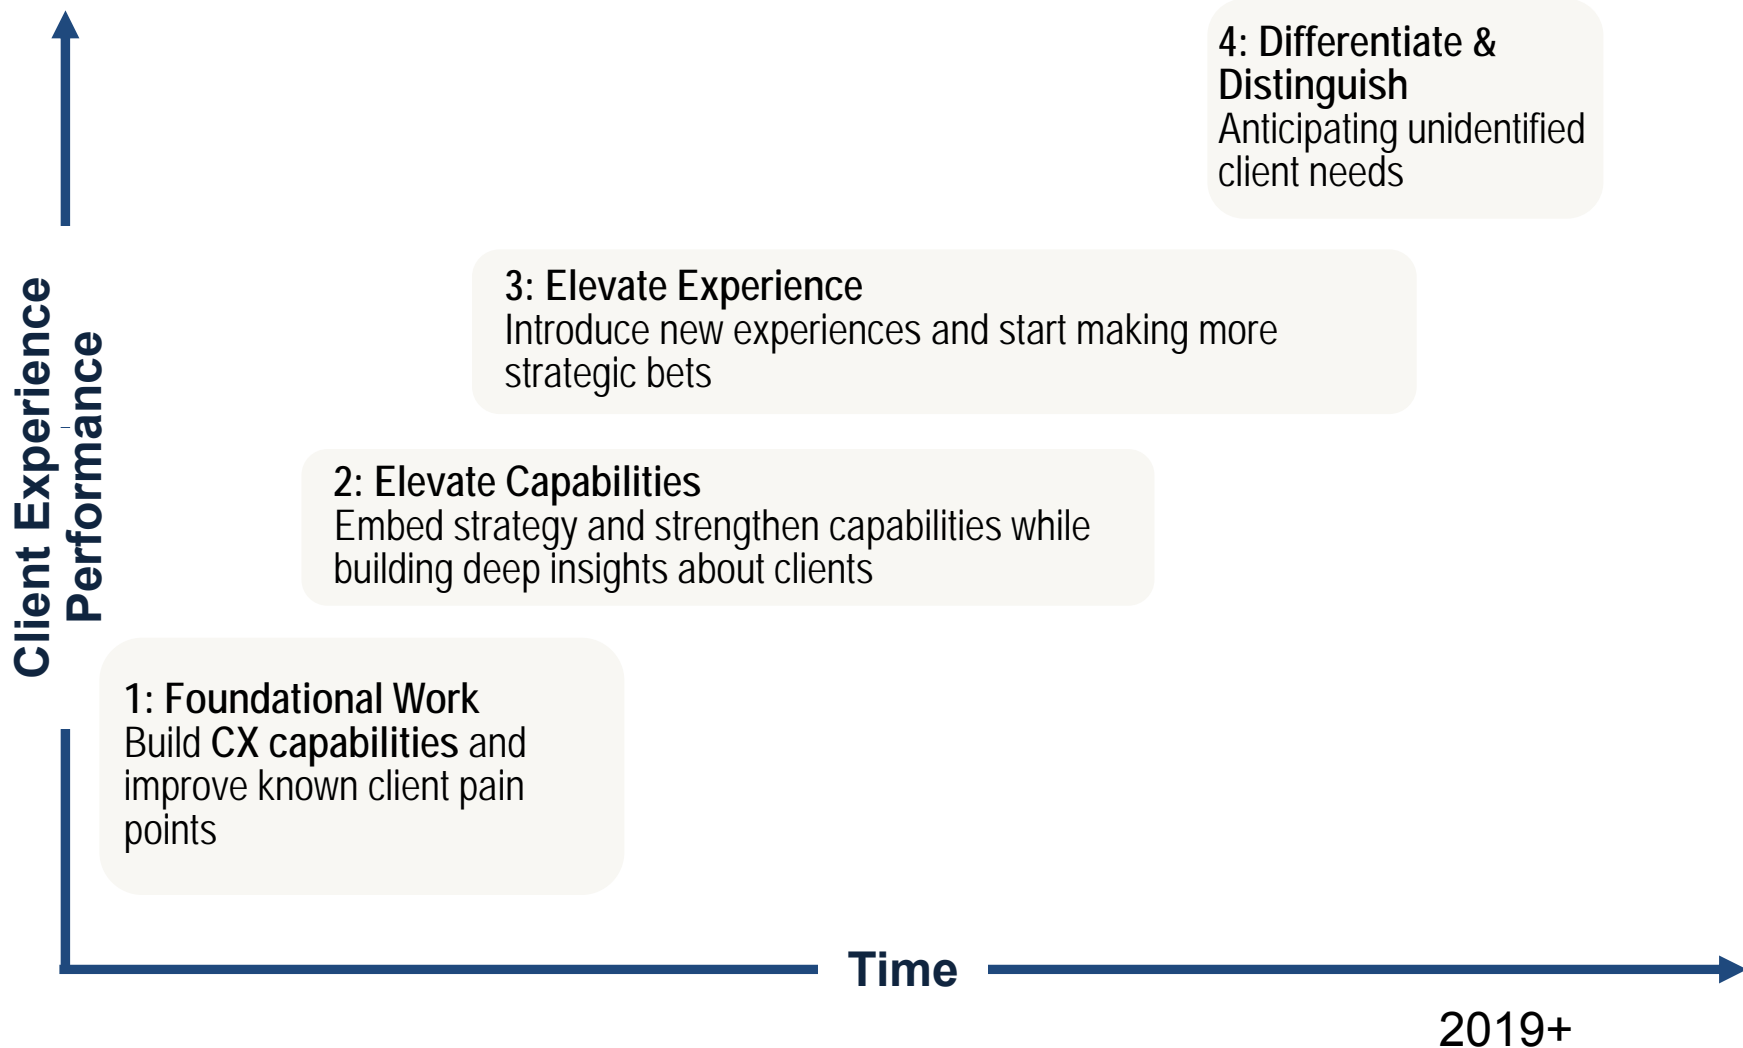 4: Differentiate &
Distinguish
Anticipating unidentified
client needs
3: Elevate Experience
Introduce new experiences and start making more
strategic bets
2: Elevate Capabilities
Embed strategy and strengthen capabilities while
building deep insights about clients
1: Foundational Work
Build CX capabilities and
improve known client pain
points
Client Experience
Performance
Time
2019+